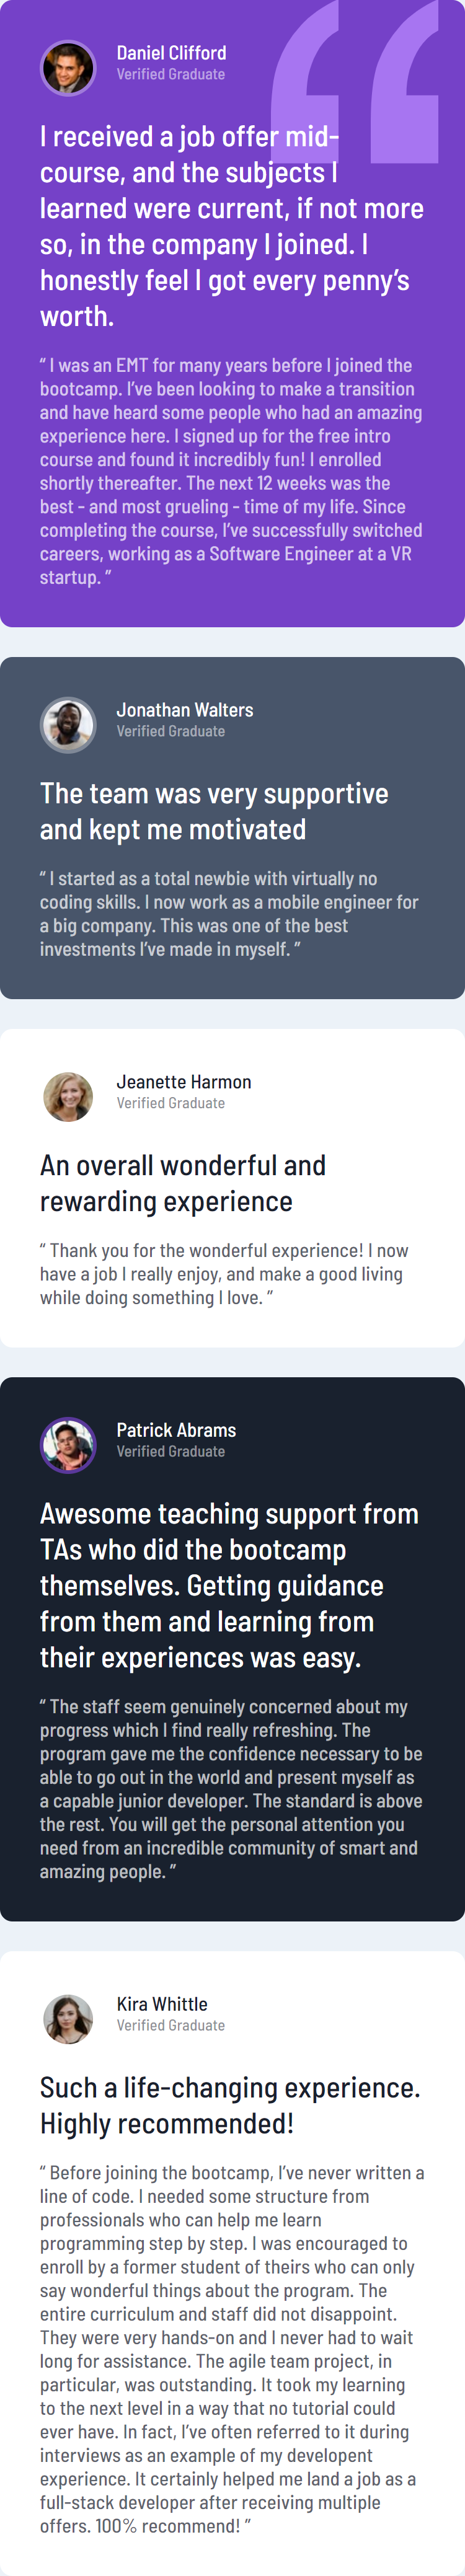 Daniel Clifford
Verified Graduate
I received a job offer mid-
course, and the subjects I
learned were current, if not more
so, in the company I joined. I
honestly feel I got every penny’s
worth.
“ I was an EMT for many years before I joined the
bootcamp. I’ve been looking to make a transition
and have heard some people who had an amazing
experience here. I signed up for the free intro
course and found it incredibly fun! I enrolled
shortly thereafter. The next 12 weeks was the
best - and most grueling - time of my life. Since
completing the course, I’ve successfully switched
careers, working as a Software Engineer at a VR
startup. ”
Jonathan Walters
Verified Graduate
The team was very supportive
and kept me motivated
“ I started as a total newbie with virtually no
coding skills. I now work as a mobile engineer for
a big company. This was one of the best
investments I’ve made in myself. ”
Jeanette Harmon
Verified Graduate
An overall wonderful and
rewarding experience
“ Thank you for the wonderful experience! I now
have a job I really enjoy, and make a good living
while doing something I love. ”
Patrick Abrams
Verified Graduate
Awesome teaching support from
TAs who did the bootcamp
themselves. Getting guidance
from them and learning from
their experiences was easy.
“ The staff seem genuinely concerned about my
progress which I find really refreshing. The
program gave me the confidence necessary to be
able to go out in the world and present myself as
a capable junior developer. The standard is above
the rest. You will get the personal attention you
need from an incredible community of smart and
amazing people. ”
Kira Whittle
Verified Graduate
Such a life-changing experience.
Highly recommended!
“ Before joining the bootcamp, I’ve never written a
line of code. I needed some structure from
professionals who can help me learn
programming step by step. I was encouraged to
enroll by a former student of theirs who can only
say wonderful things about the program. The
entire curriculum and staff did not disappoint.
They were very hands-on and I never had to wait
long for assistance. The agile team project, in
particular, was outstanding. It took my learning
to the next level in a way that no tutorial could
ever have. In fact, I’ve often referred to it during
interviews as an example of my developent
experience. It certainly helped me land a job as a
full-stack developer after receiving multiple
offers. 100% recommend! ”